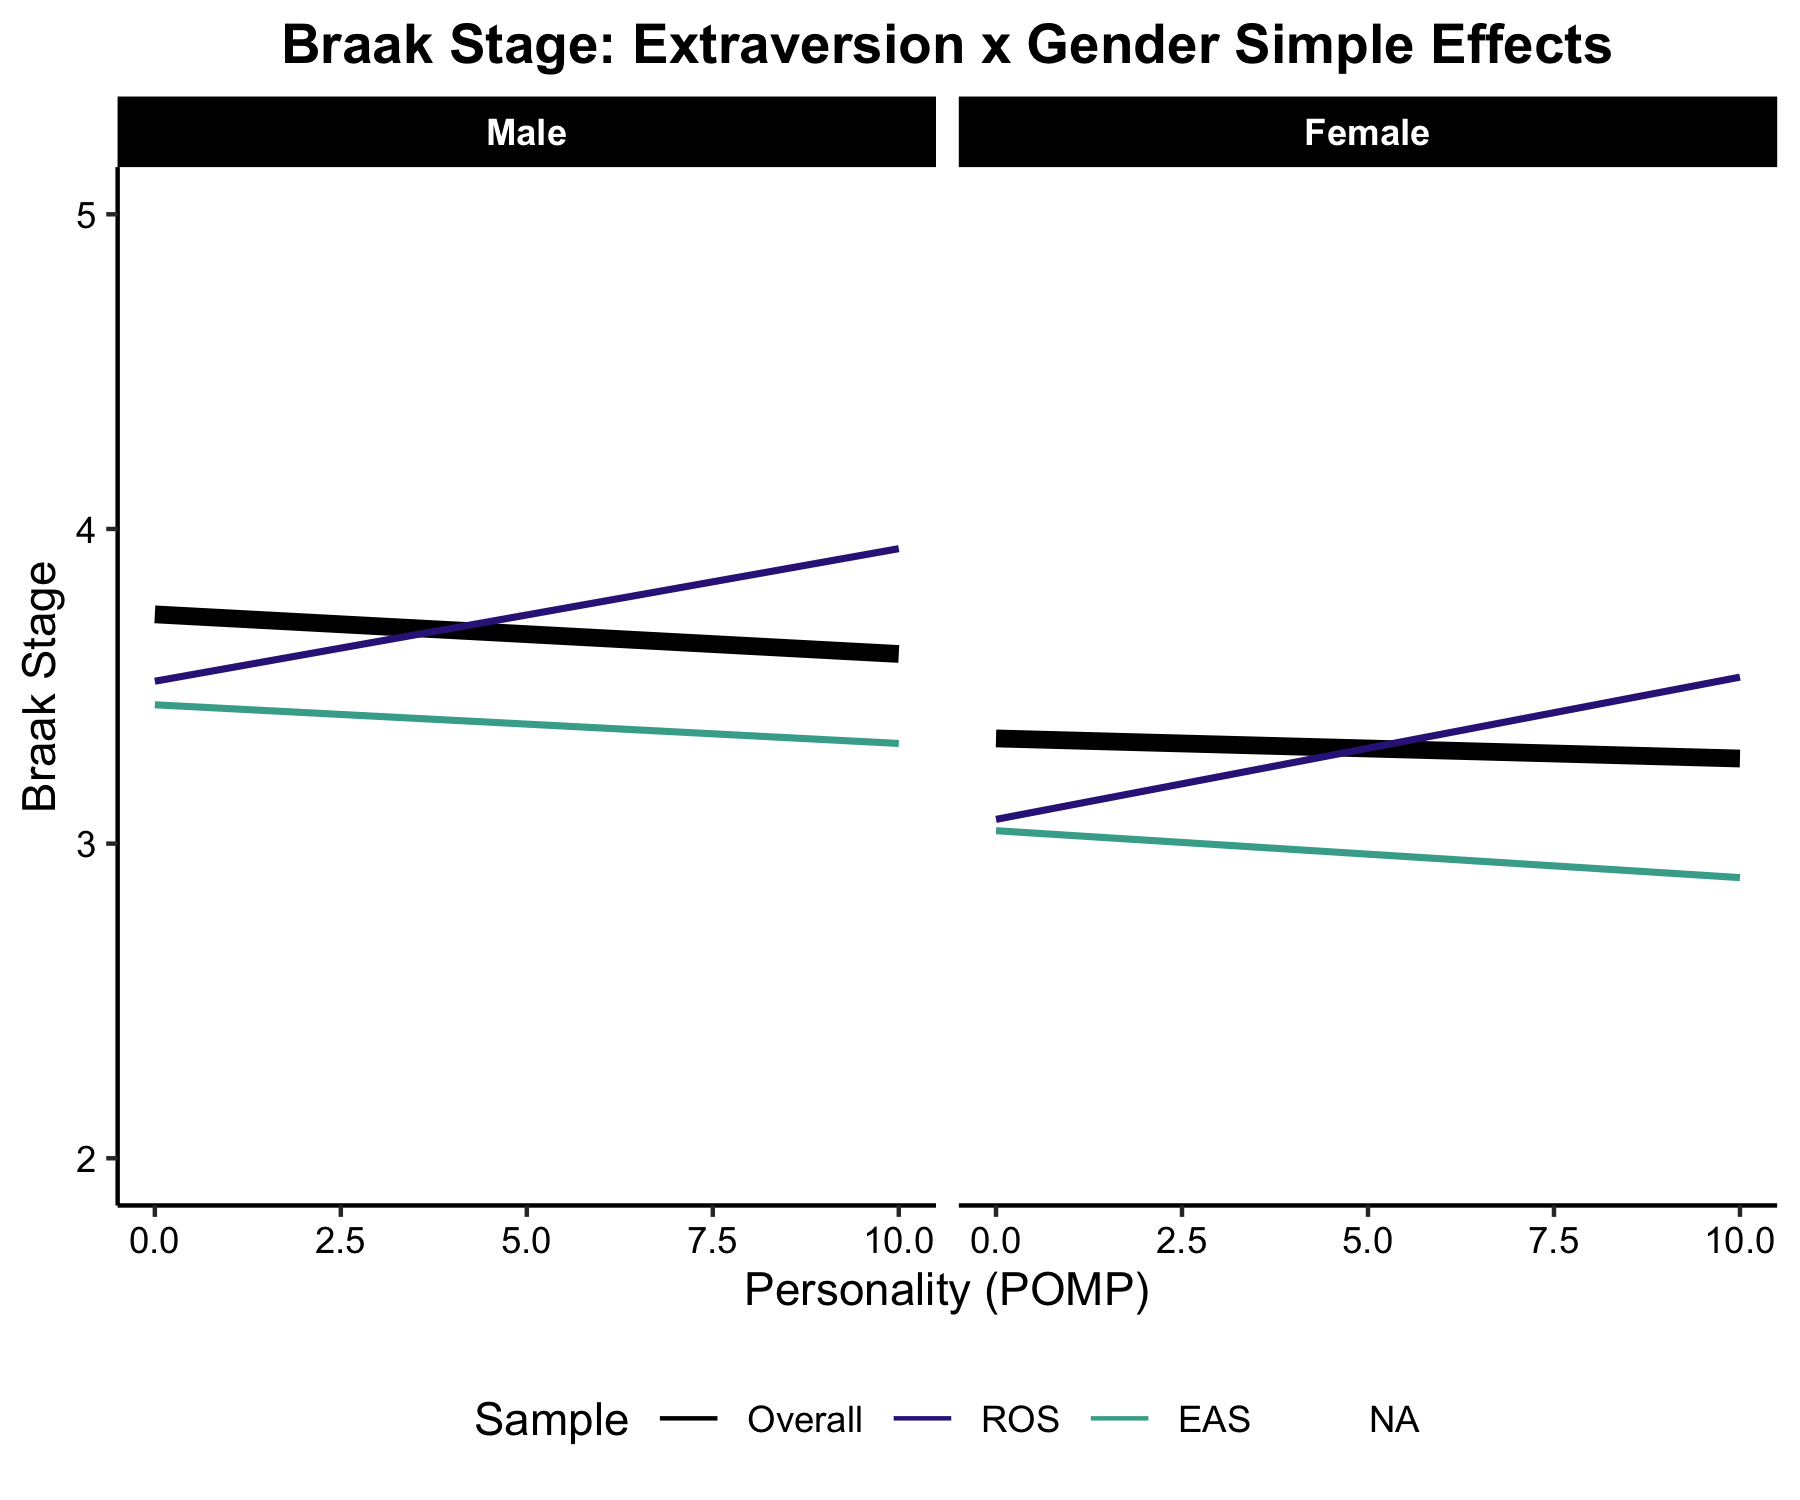 Braak Stage: Extraversion x Gender Simple Effects
Male
Female
Braak Stage
5
4
3
2
0.0 2.5 5.0 7.5 10.0 0.0 2.5 5.0 7.5 10.0
Personality (POMP)
Sample Overall ROS EAS NA